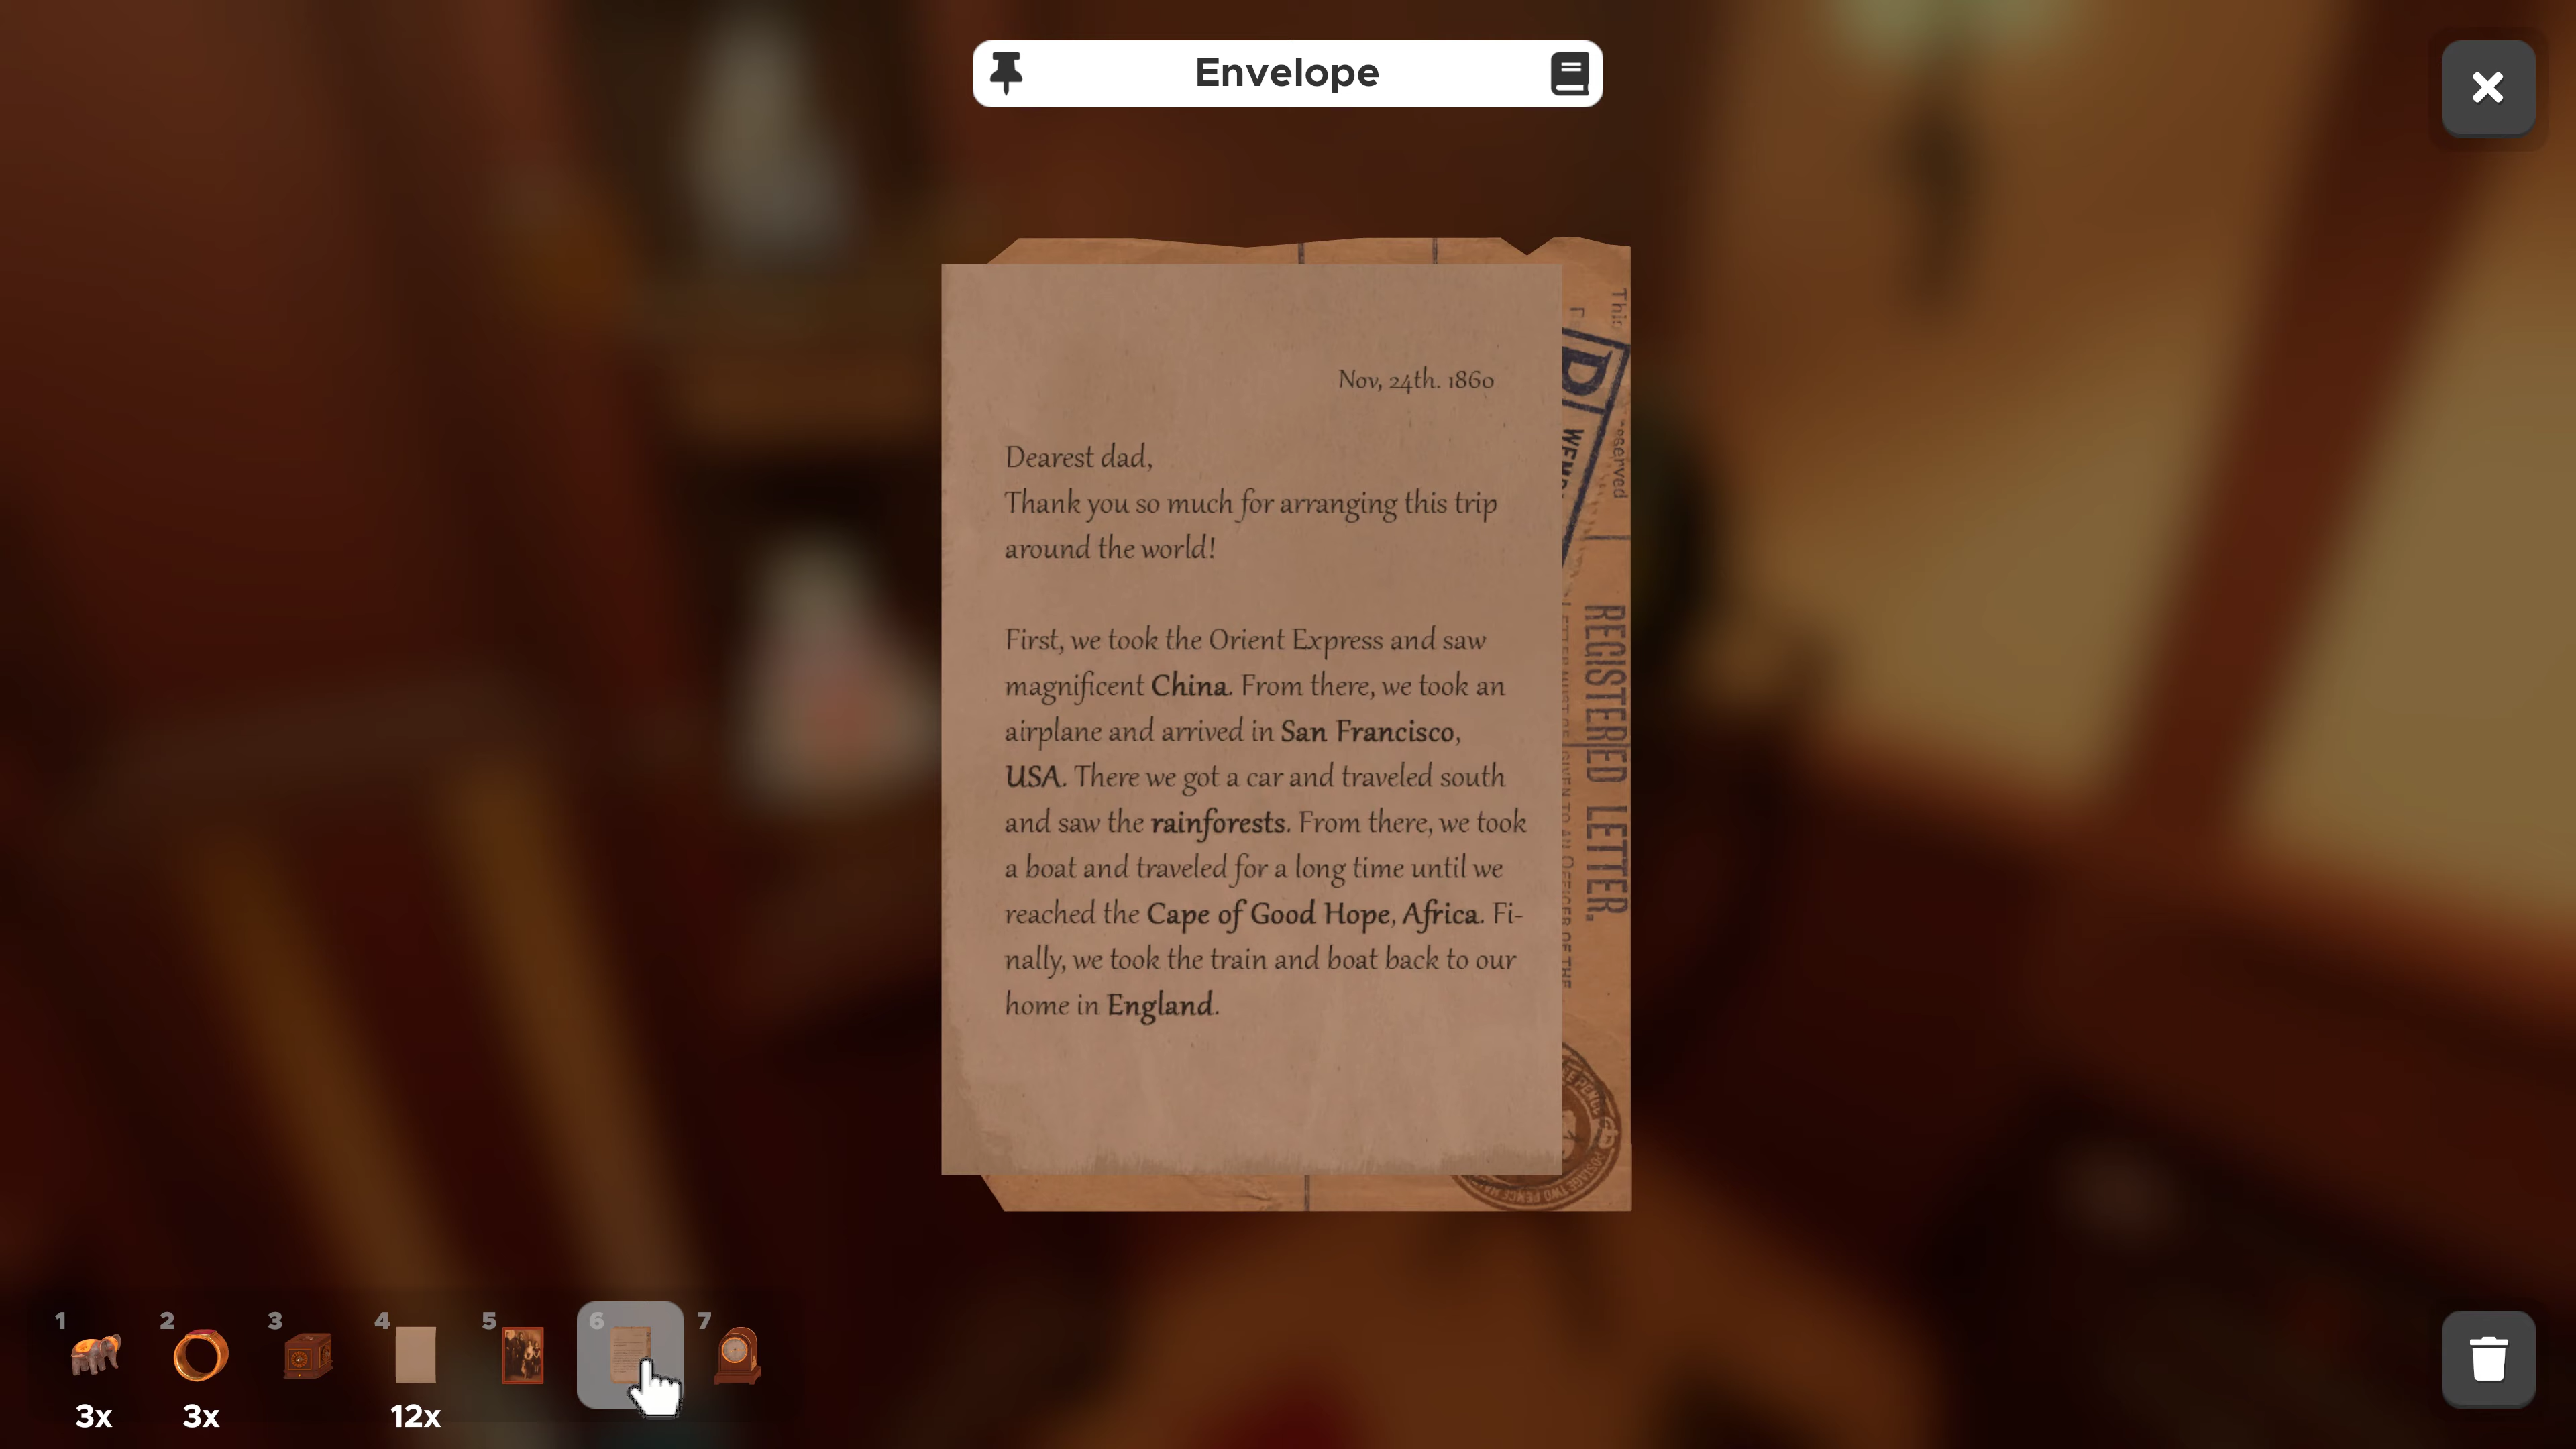 Envelope
Nov, 24th. 1860
Dearest dad,
Thank you so much for arranging this trip
around the world!
First, we took the Orient Express and saw
magnificent China. From there, we took an
airplane and arrived in San Francisco,
USA. There we got a car and traveled south
and saw the rainforests. From there, we took
a boat and traveled for a long time until we
reached the Cape of Good Hope, Africa. Fi-
nally, we took the train and boat back to our
home in England.
REGISTERED LETTER.
POSTAGE TWO PENCE
1
2
3
4
5
6
7
3x
3x
12x